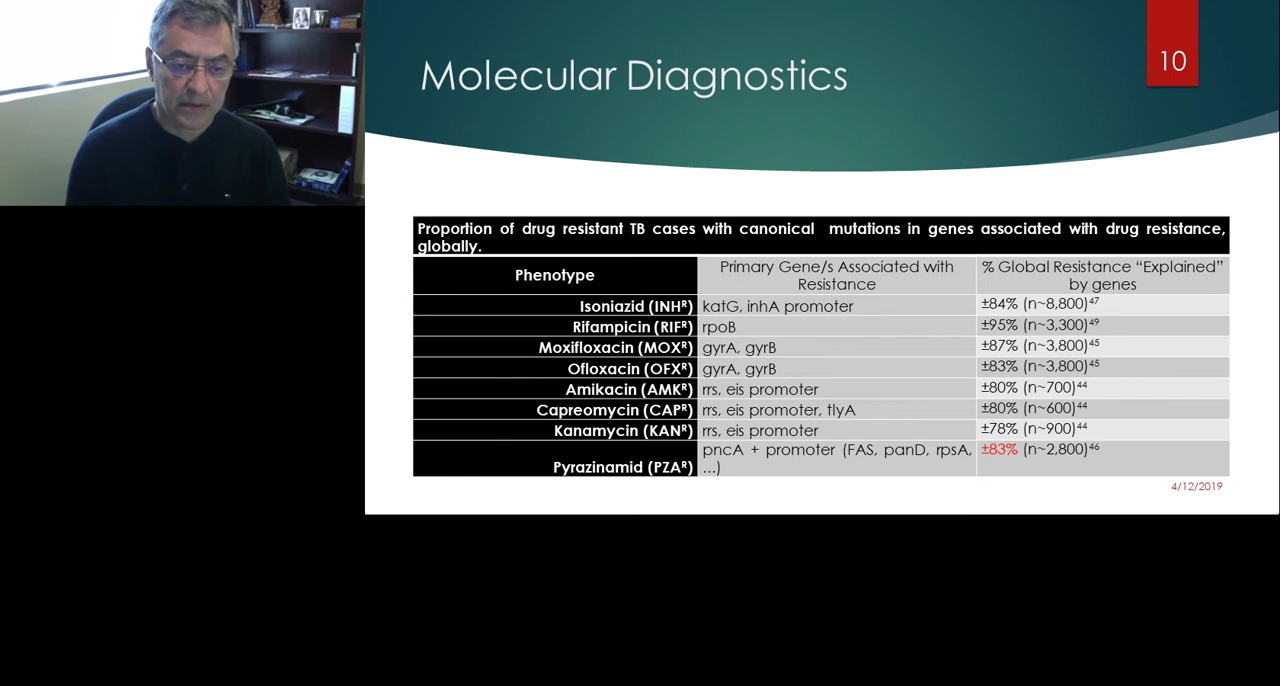 Molecular Diagnostics
10
Proportion of drug resistant TB cases with canonical mutations in genes associated with drug resistance,
globally.
Phenotype
Primary Gene/s Associated with
Resistance
% Global Resistance “Explained”
by genes
Isoniazid (INHᴿ) katG, inhA promoter ±84% (n~8,800)⁴⁷
Rifampicin (RIFᴿ) rpoB ±95% (n~3,300)⁴⁹
Moxifloxacin (MOXᴿ) gyrA, gyrB ±87% (n~3,800)⁴⁵
Ofloxacin (OFXᴿ) gyrA, gyrB ±83% (n~3,800)⁴⁵
Amikacin (AMKᴿ) rrs, eis promoter ±80% (n~700)⁴⁴
Capreomycin (CAPᴿ) rrs, eis promoter, tlyA ±80% (n~600)⁴⁴
Kanamycin (KANᴿ) rrs, eis promoter ±78% (n~900)⁴⁴
pncA + promoter (FAS, panD, rpsA, ±83% (n~2,800)⁴⁶
Pyrazinamid (PZAᴿ) ...)
4/12/2019